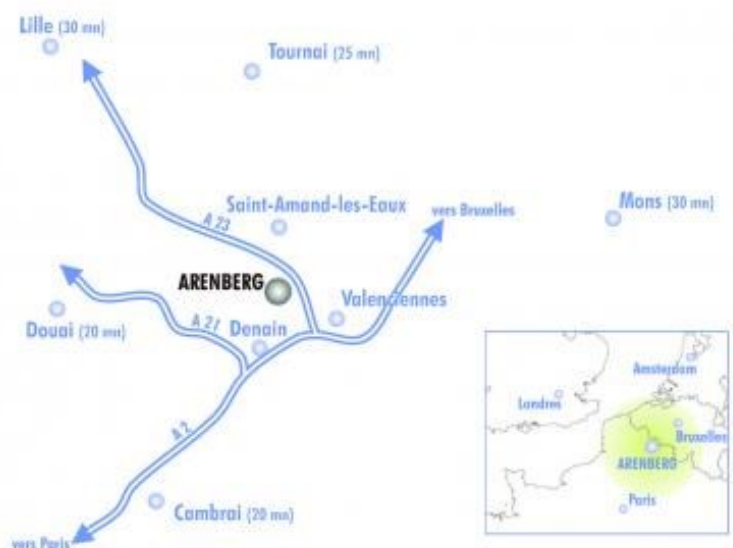 Lille (30 mn)
Tournai (25 mn)
Saint-Amand-les-Eaux
vers Bruxelles
Mons (30 mn)
A 23
ARENBERG
Valenciennes
Douai (20 mn)
A 21
Denain
A 2
Cambrai (20 mn)
vers Paris
Amsterdam
Londres
Bruxelles
ARENBERG
Paris